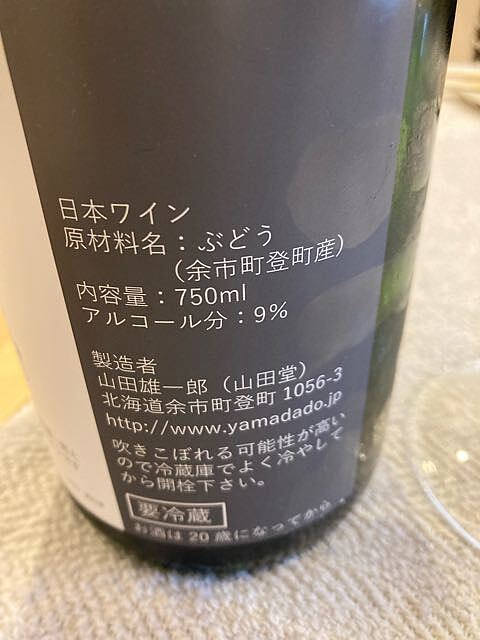 日本ワイン
原材料名：ぶどう
（余市町登町産）
内容量：750ml
アルコール分：9%
製造者
山田雄一郎（山田堂）
北海道余市町登町 1056-3
http://www.yamadado.jp
吹きこぼれる可能性が高い
ので冷蔵庫でよく冷やして
から開栓下さい。
要冷蔵
お酒は 20 歳になってから。